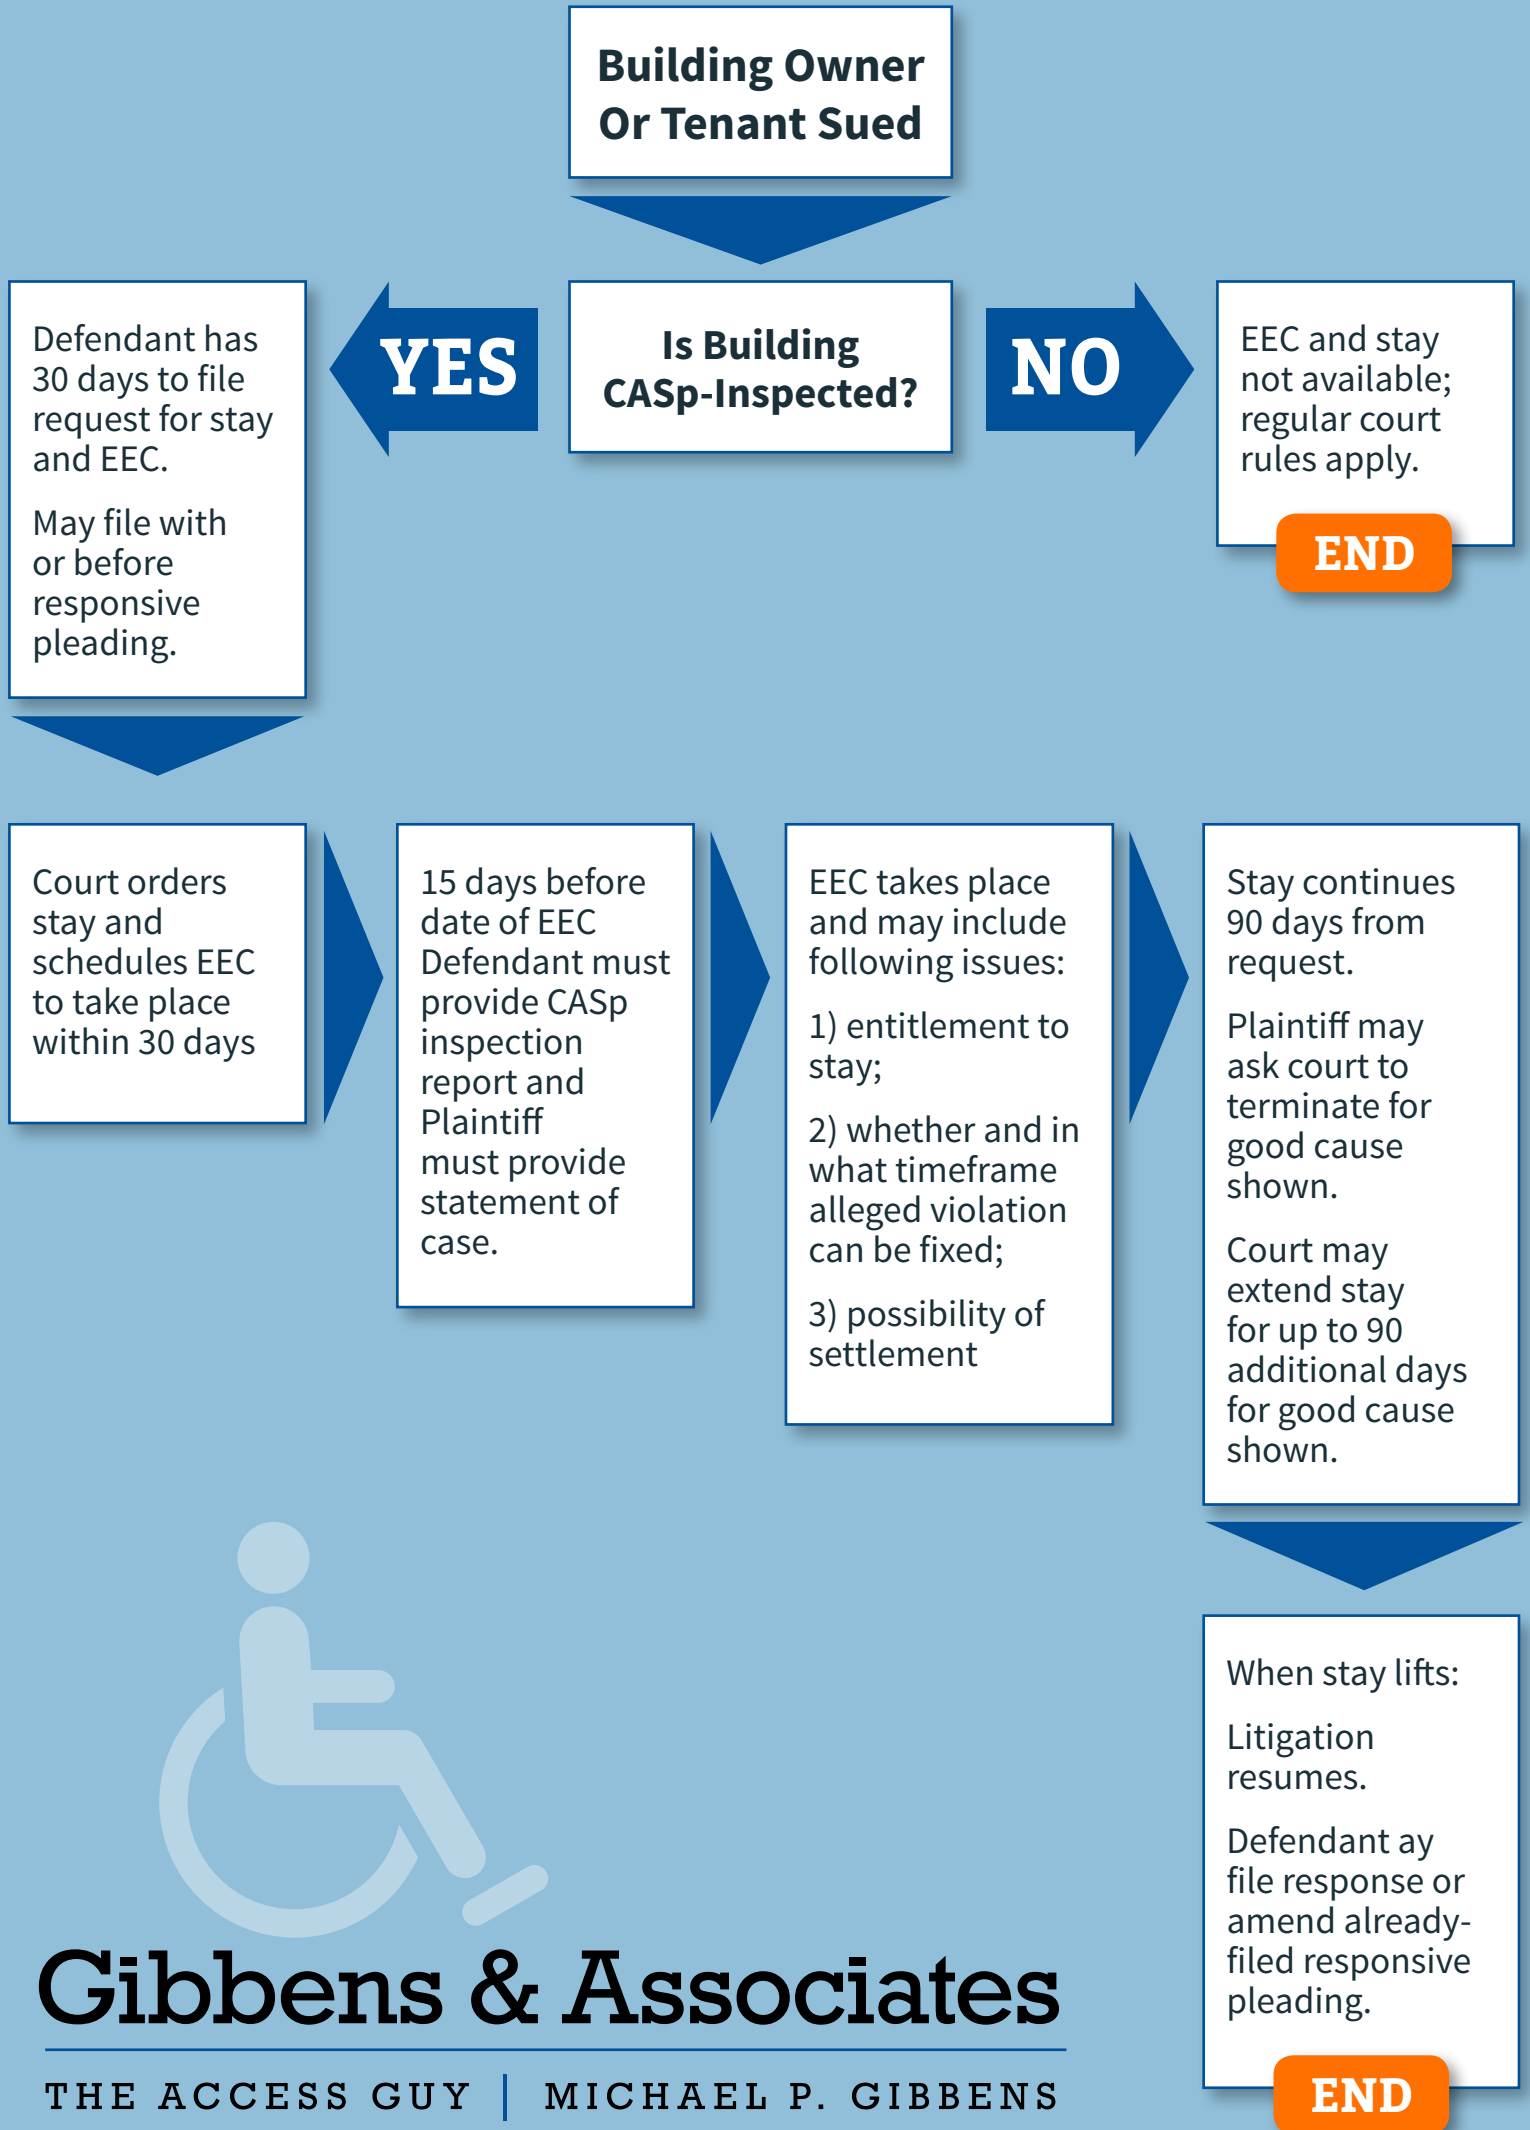 Building Owner
Or Tenant Sued
Is Building
CASp-Inspected?
YES
NO
Defendant has
30 days to file
request for stay
and EEC.
May file with
or before
responsive
pleading.
EEC and stay
not available;
regular court
rules apply.
END
Court orders
stay and
schedules EEC
to take place
within 30 days
15 days before
date of EEC
Defendant must
provide CASp
inspection
report and
Plaintiff
must provide
statement of
case.
EEC takes place
and may include
following issues:
1) entitlement to
stay;
2) whether and in
what timeframe
alleged violation
can be fixed;
3) possibility of
settlement
Stay continues
90 days from
request.
Plaintiff may
ask court to
terminate for
good cause
shown.
Court may
extend stay
for up to 90
additional days
for good cause
shown.
When stay lifts:
Litigation
resumes.
Defendant ay
file response or
amend already-
filed responsive
pleading.
END
Gibbens & Associates
THE ACCESS GUY | MICHAEL P. GIBBENS